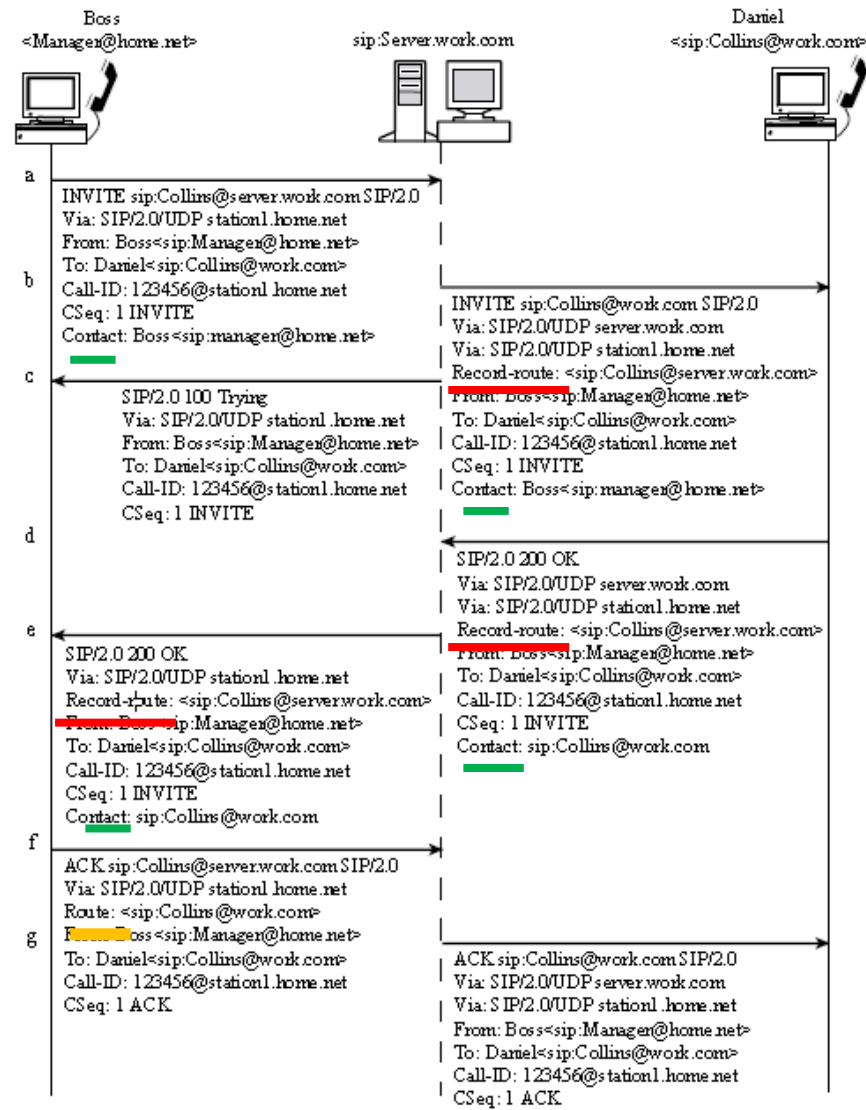 Boss
<Manager@home.net>
sip:Server.work.com
Daniel
<sip:Collins@work.com>
a
INVITE sip:Collins@server.work.com SIP/2.0
Via: SIP/2.0/UDP station1.home.net
From: Boss<sip:Manager@home.net>
To: Daniel<sip:Collins@work.com>
Call-ID: 123456@station1.home.net
CSeq: 1 INVITE
Contact: Boss<sip:manager@home.net>
b
INVITE sip:Collins@work.com SIP/2.0
Via: SIP/2.0/UDP server.work.com
Via: SIP/2.0/UDP station1.home.net
Record-route: <sip:Collins@server.work.com>
From: Boss<sip:Manager@home.net>
To: Daniel<sip:Collins@work.com>
Call-ID: 123456@station1.home.net
CSeq: 1 INVITE
Contact: Boss<sip:manager@home.net>
c
SIP/2.0 100 Trying
Via: SIP/2.0/UDP station1.home.net
From: Boss<sip:Manager@home.net>
To: Daniel<sip:Collins@work.com>
Call-ID: 123456@station1.home.net
CSeq: 1 INVITE
d
SIP/2.0 200 OK
Via: SIP/2.0/UDP server.work.com
Via: SIP/2.0/UDP station1.home.net
Record-route: <sip:Collins@server.work.com>
From: Boss<sip:Manager@home.net>
To: Daniel<sip:Collins@work.com>
Call-ID: 123456@station1.home.net
CSeq: 1 INVITE
Contact: sip:Collins@work.com
e
SIP/2.0 200 OK
Via: SIP/2.0/UDP station1.home.net
Record-route: <sip:Collins@server.work.com>
From: Boss<sip:Manager@home.net>
To: Daniel<sip:Collins@work.com>
Call-ID: 123456@station1.home.net
CSeq: 1 INVITE
Contact: sip:Collins@work.com
f
ACK sip:Collins@server.work.com SIP/2.0
Via: SIP/2.0/UDP station1.home.net
Route: <sip:Collins@work.com>
From: Boss<sip:Manager@home.net>
To: Daniel<sip:Collins@work.com>
Call-ID: 123456@station1.home.net
CSeq: 1 ACK
g
ACK sip:Collins@work.com SIP/2.0
Via: SIP/2.0/UDP server.work.com
Via: SIP/2.0/UDP station1.home.net
From: Boss<sip:Manager@home.net>
To: Daniel<sip:Collins@work.com>
Call-ID: 123456@station1.home.net
CSeq: 1 ACK